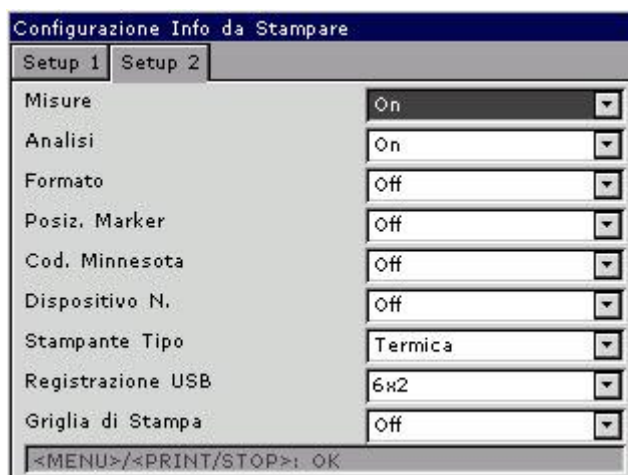 Configurazione Info da Stampare
Setup 1 Setup 2
Misure On
Analisi On
Formato Off
Posiz. Marker Off
Cod. Minnesota Off
Dispositivo N. Off
Stampante Tipo Termica
Registrazione USB 6x2
Griglia di Stampa Off
<MENU>/<PRINT/STOP>: OK